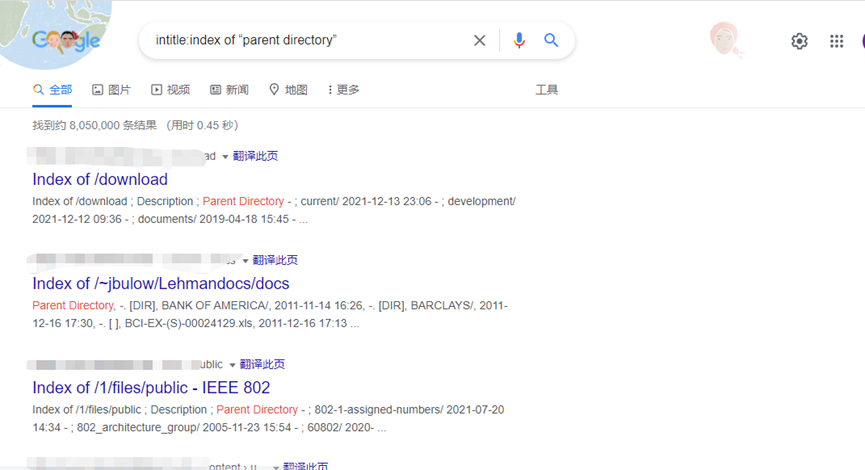 Google
intitle:index of “parent directory”
全部 图片 视频 新闻 地图 更多 工具
找到约 8,050,000 条结果 （用时 0.45 秒）
ad 翻译此页
Index of /download
Index of /download ; Description ; Parent Directory - ; current/ 2021-12-13 23:06 - ; development/
2021-12-12 09:36 - ; documents/ 2019-04-18 15:45 - ...
翻译此页
Index of /~jbulow/Lehmandocs/docs
Parent Directory, -. [DIR], BANK OF AMERICA/, 2011-11-14 16:26, -. [DIR], BARCLAYS/, 2011-
12-16 17:30, -. [ ], BCI-EX-(S)-00024129.xls, 2011-12-16 17:13 ...
ublic 翻译此页
Index of /1/files/public - IEEE 802
Index of /1/files/public ; Description ; Parent Directory - ; 802-1-assigned-numbers/ 2021-07-20
14:34 - ; 802_architecture_group/ 2005-11-23 15:54 - ; 60802/ 2020- ...
翻译此页